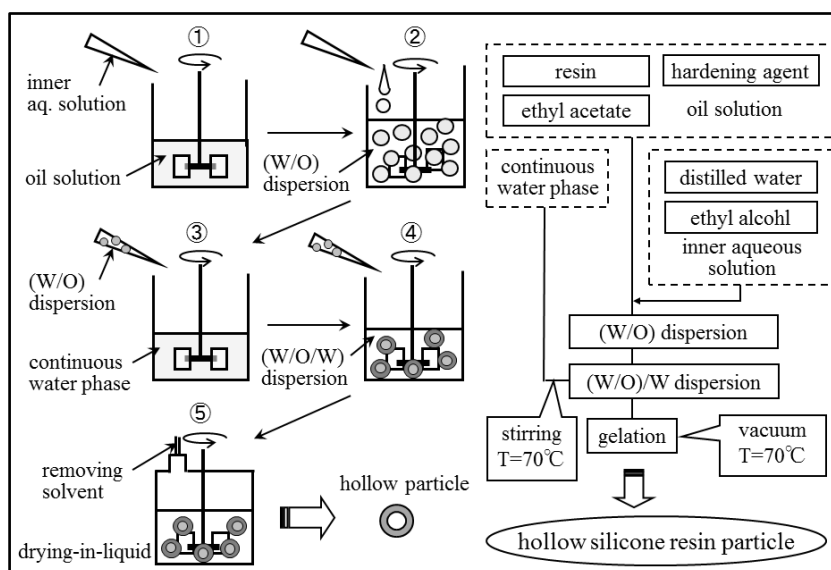 ①
inner
aq. solution
oil solution
②
(W/O)
dispersion
③
(W/O)
dispersion
continuous
water phase
④
(W/O/W)
dispersion
⑤
removing
solvent
drying-in-liquid
hollow particle
resin
hardening agent
ethyl acetate
oil solution
continuous
water phase
distilled water
ethyl alcohl
inner aqueous
solution
(W/O) dispersion
(W/O)/W dispersion
stirring
T=70℃
gelation
vacuum
T=70℃
hollow silicone resin particle